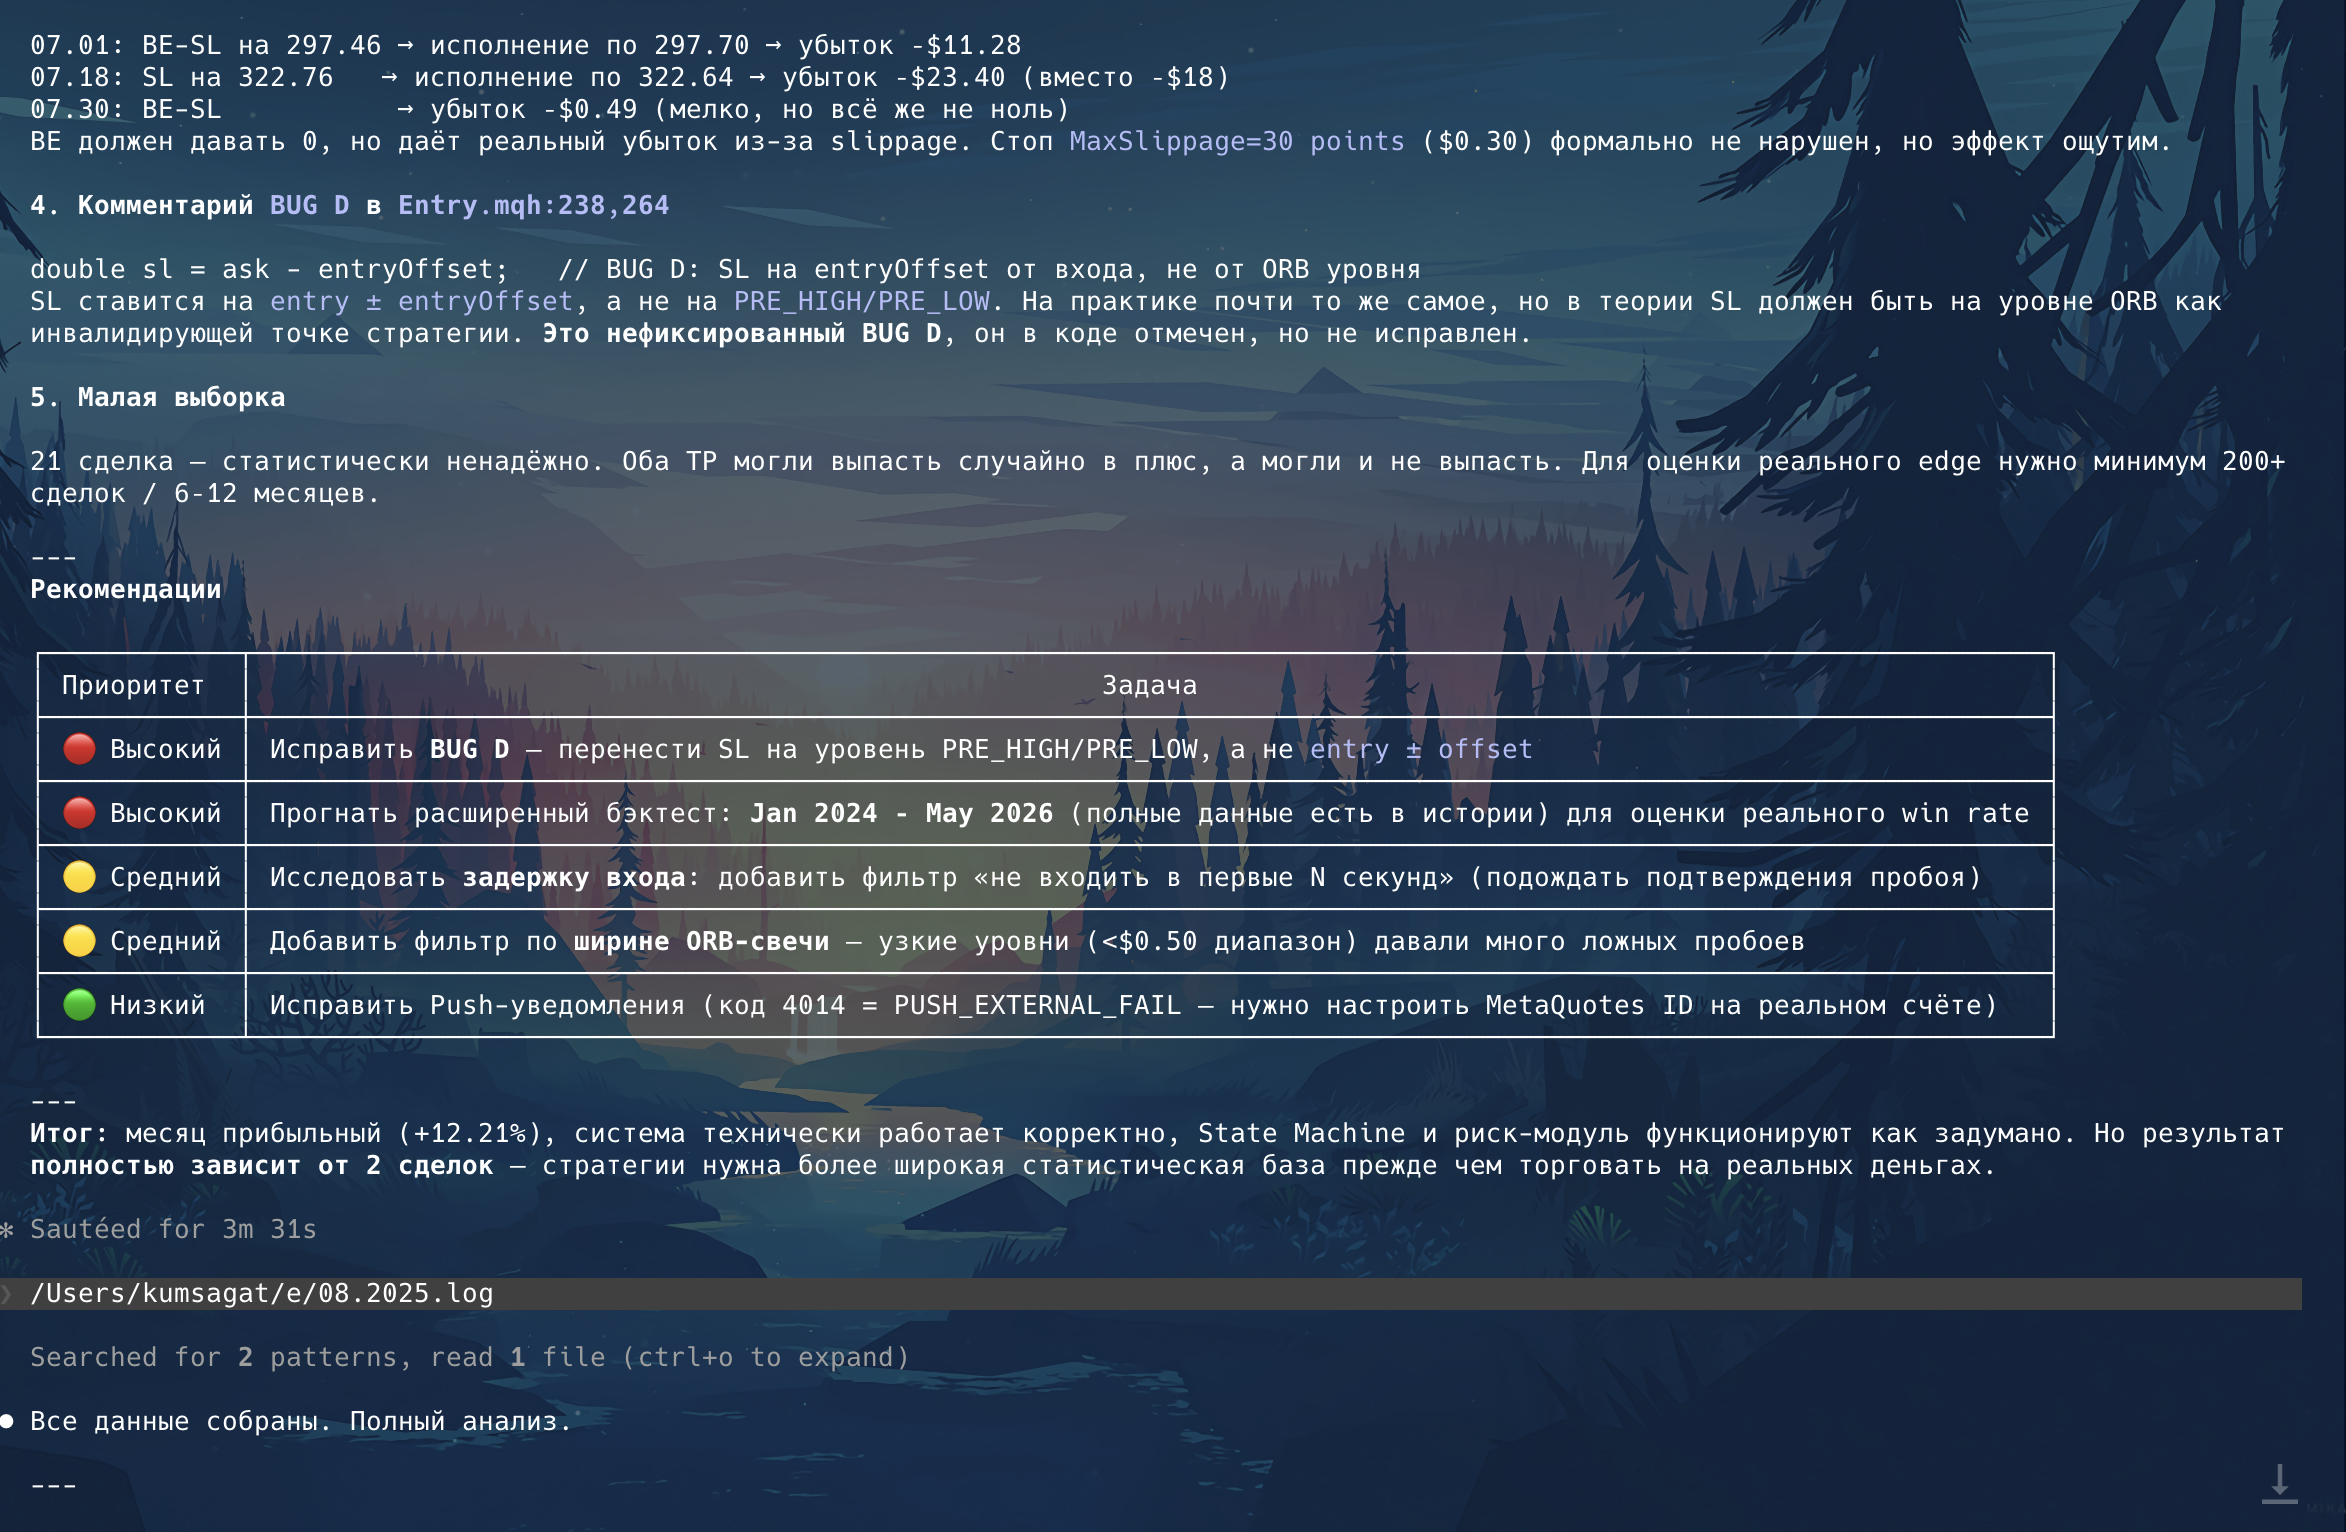 07.01: BE-SL на 297.46 → исполнение по 297.70 → убыток -$11.28
07.18: SL на 322.76   → исполнение по 322.64 → убыток -$23.40 (вместо -$18)
07.30: BE-SL           → убыток -$0.49 (мелко, но всё же не ноль)
BE должен давать 0, но даёт реальный убыток из-за slippage. Стоп MaxSlippage=30 points ($0.30) формально не нарушен, но эффект ощутим.
4. Комментарий BUG D в Entry.mqh:238,264
double sl = ask - entryOffset;   // BUG D: SL на entryOffset от входа, не от ORB уровня
SL ставится на entry ± entryOffset, а не на PRE_HIGH/PRE_LOW. На практике почти то же самое, но в теории SL должен быть на уровне ORB как
инвалидирующей точке стратегии. Это нефиксированный BUG D, он в коде отмечен, но не исправлен.
5. Малая выборка
21 сделка — статистически ненадёжно. Оба TP могли выпасть случайно в плюс, а могли и не выпасть. Для оценки реального edge нужно минимум 200+
сделок / 6-12 месяцев.
---
Рекомендации
Приоритет Задача
🔴 Высокий Исправить BUG D — перенести SL на уровень PRE_HIGH/PRE_LOW, а не entry ± offset
🔴 Высокий Прогнать расширенный бэктест: Jan 2024 - May 2026 (полные данные есть в истории) для оценки реального win rate
🟡 Средний Исследовать задержку входа: добавить фильтр «не входить в первые N секунд» (подождать подтверждения пробоя)
🟡 Средний Добавить фильтр по ширине ORB-свечи — узкие уровни (<$0.50 диапазон) давали много ложных пробоев
🟢 Низкий Исправить Push-уведомления (код 4014 = PUSH_EXTERNAL_FAIL — нужно настроить MetaQuotes ID на реальном счёте)
---
Итог: месяц прибыльный (+12.21%), система технически работает корректно, State Machine и риск-модуль функционируют как задумано. Но результат
полностью зависит от 2 сделок — стратегии нужна более широкая статистическая база прежде чем торговать на реальных деньгах.
✻ Sautéed for 3m 31s
❯ /Users/kumsagat/e/08.2025.log
Searched for 2 patterns, read 1 file (ctrl+o to expand)
● Все данные собраны. Полный анализ.
---